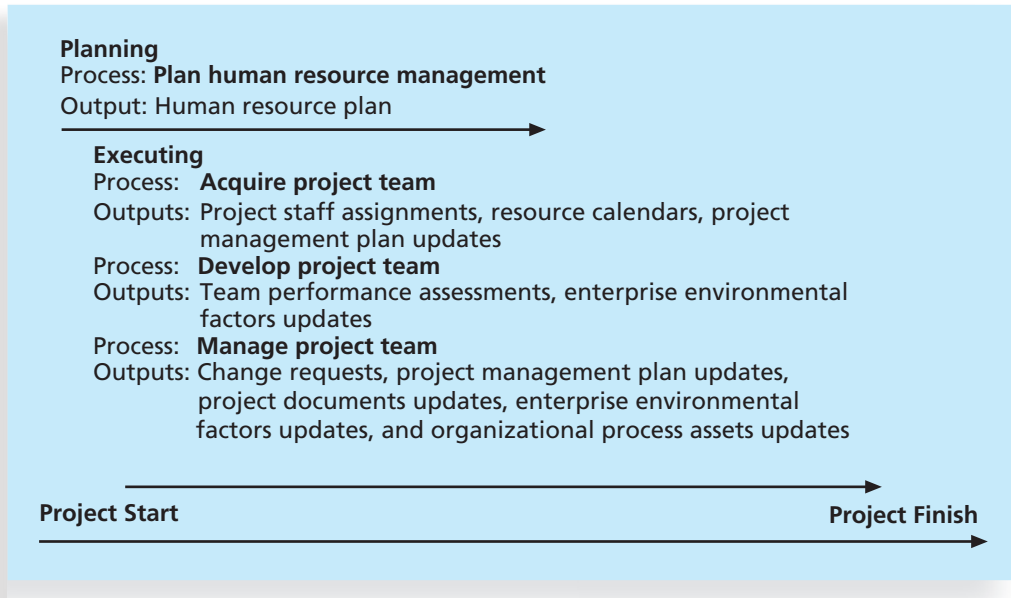 Planning
Process: Plan human resource management
Output: Human resource plan
Executing
Process: Acquire project team
Outputs: Project staff assignments, resource calendars, project
management plan updates
Process: Develop project team
Outputs: Team performance assessments, enterprise environmental
factors updates
Process: Manage project team
Outputs: Change requests, project management plan updates,
project documents updates, enterprise environmental
factors updates, and organizational process assets updates
Project Start
Project Finish